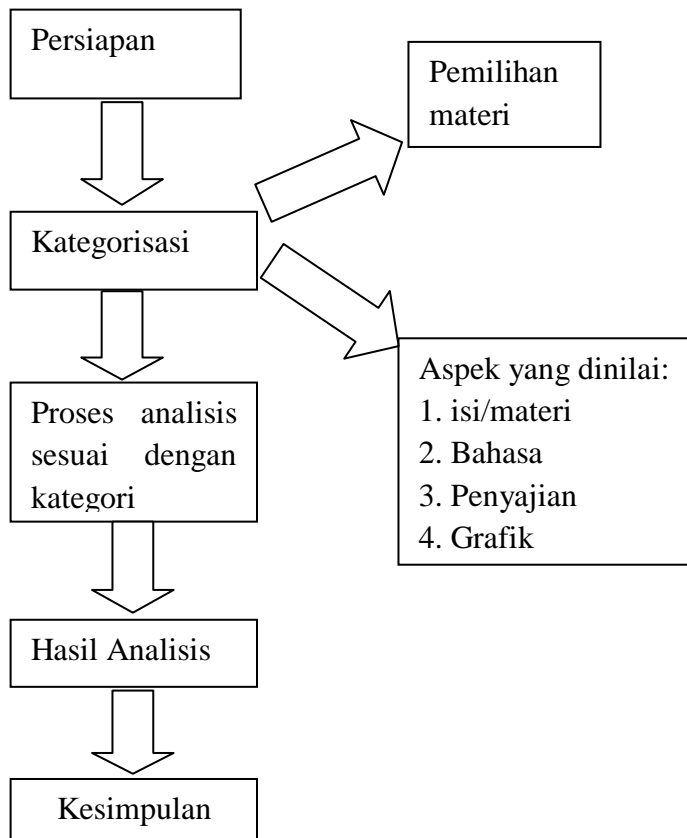 Persiapan
Pemilihan
materi
Kategorisasi
Aspek yang dinilai:
1. isi/materi
2. Bahasa
3. Penyajian
4. Grafik
Proses analisis
sesuai dengan
kategori
Hasil Analisis
Kesimpulan